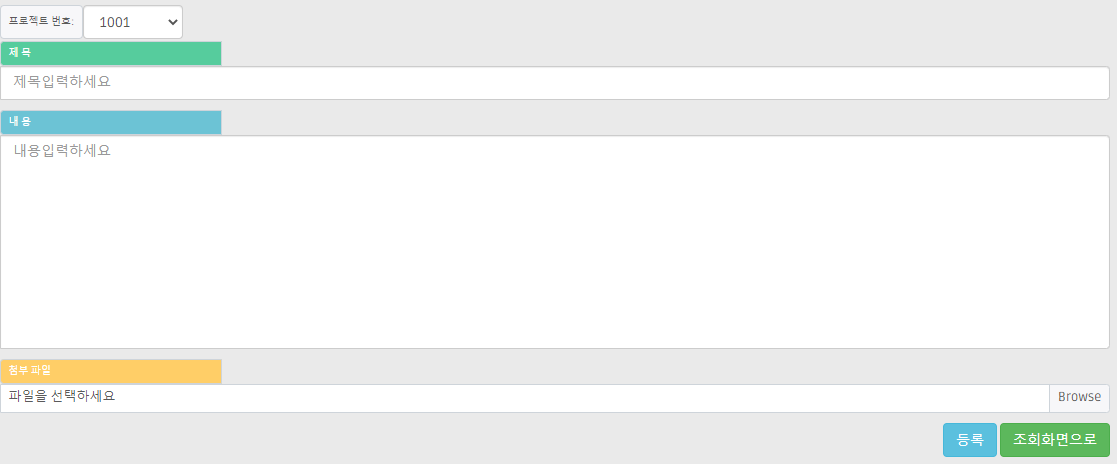 프로젝트 번호: 1001
제 목
제목입력하세요
내 용
내용입력하세요
첨부 파일
파일을 선택하세요 Browse
등록 조회화면으로